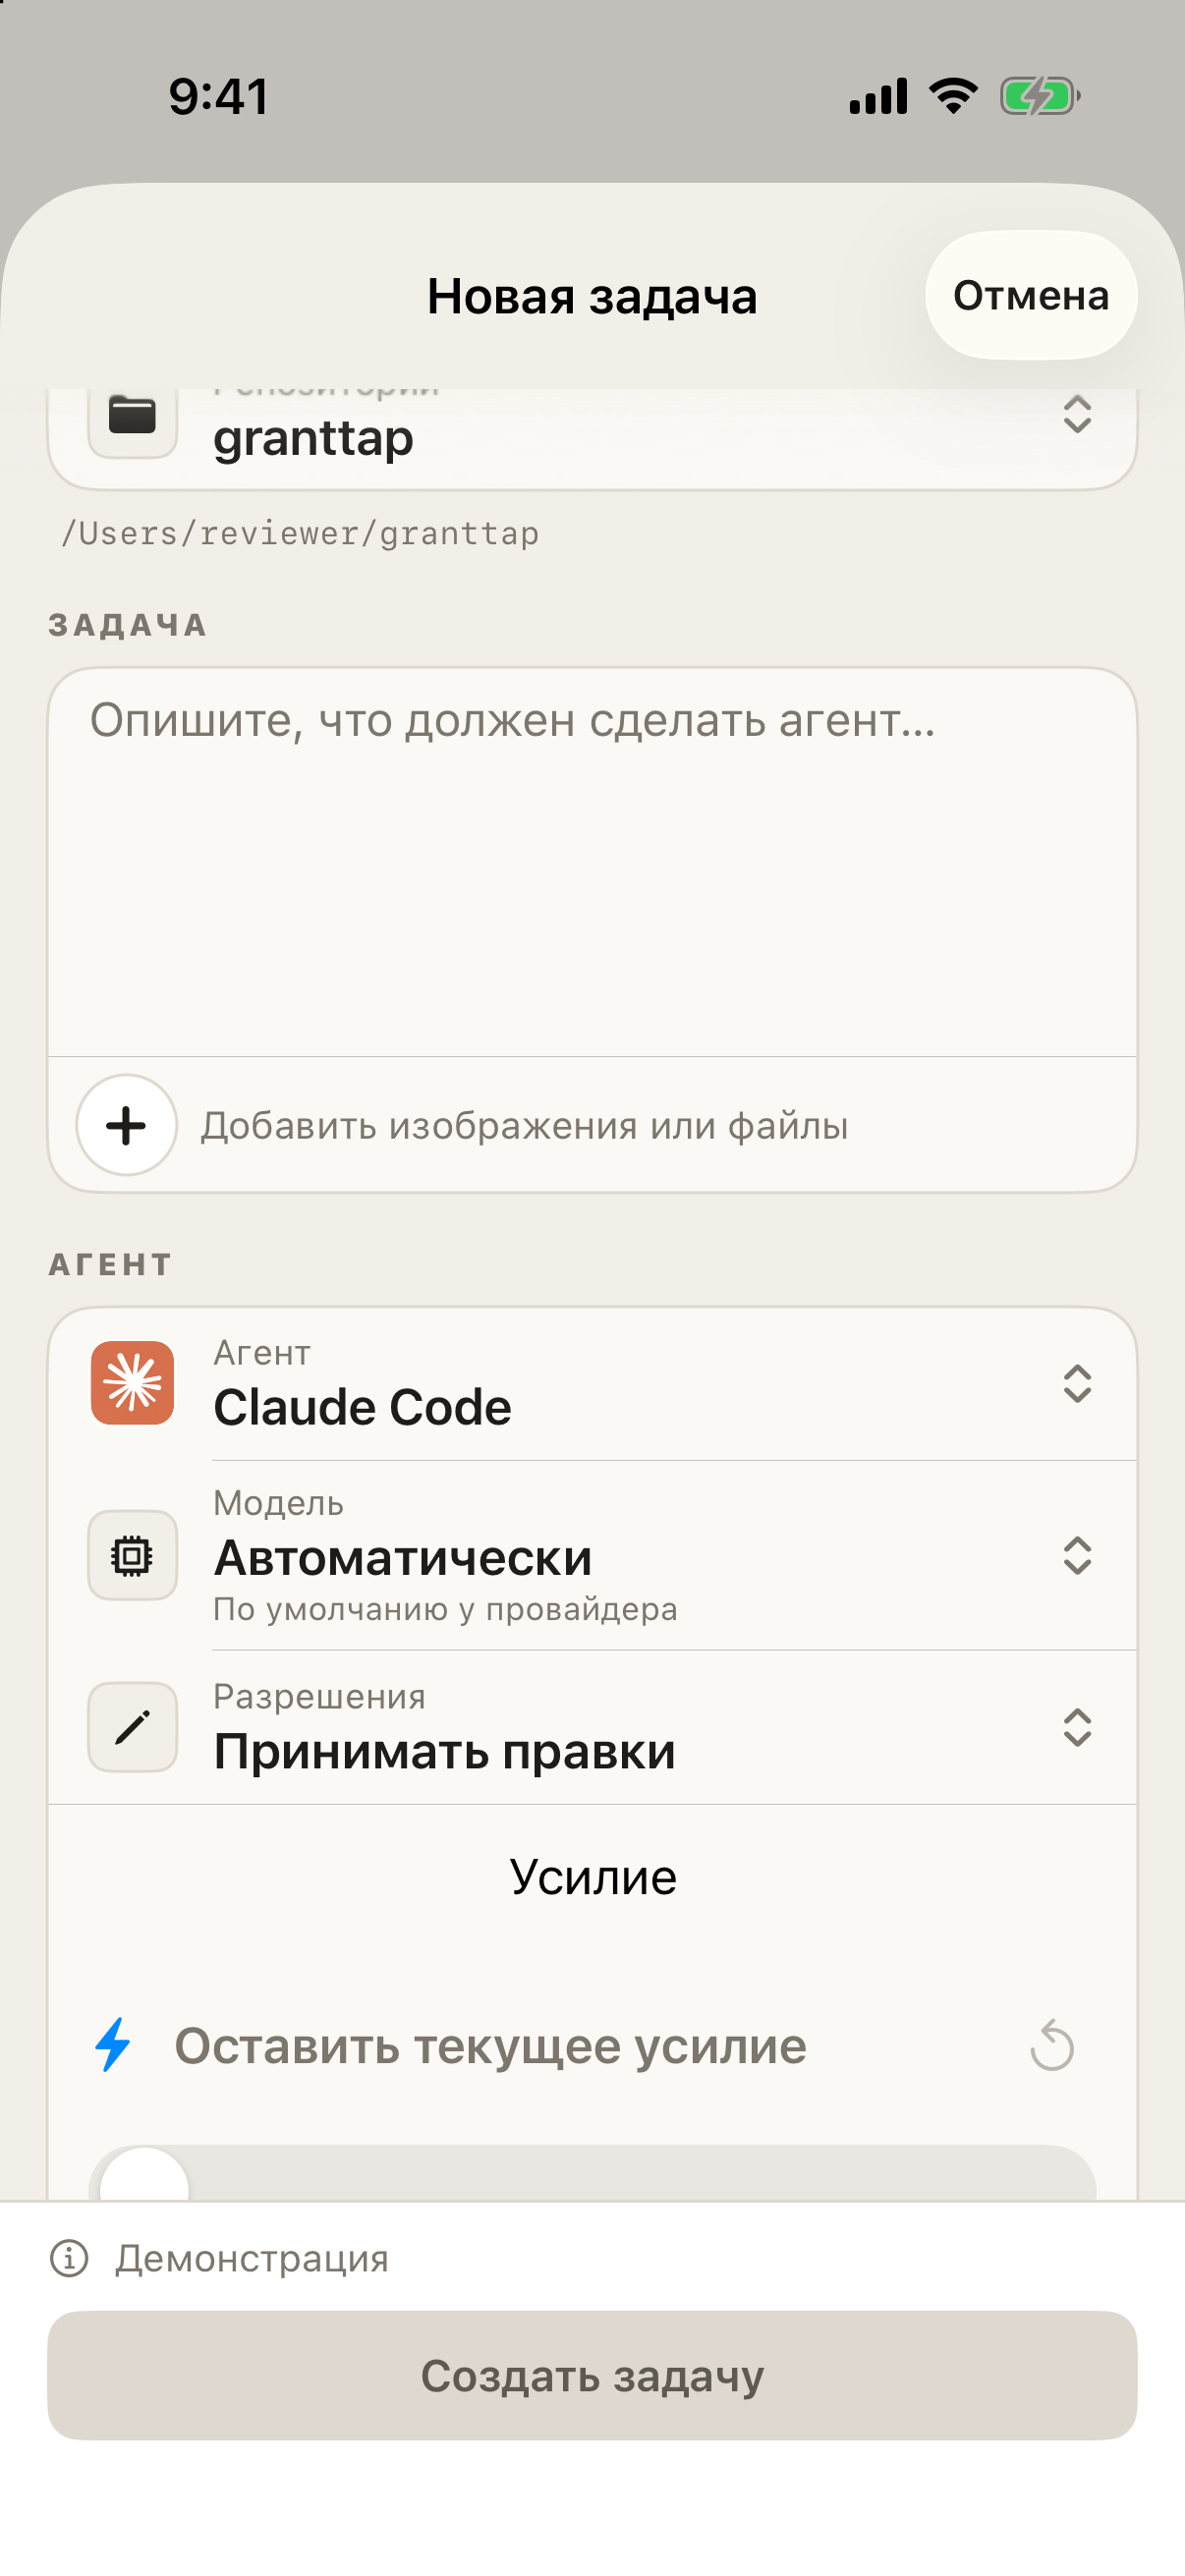 9:41
Новая задача
Отмена
Репозиторий
granttap
/Users/reviewer/granttap
ЗАДАЧА
Опишите, что должен сделать агент...
Добавить изображения или файлы
АГЕНТ
Агент
Claude Code
Модель
Автоматически
По умолчанию у провайдера
Разрешения
Принимать правки
Усилие
Оставить текущее усилие
Демонстрация
Создать задачу